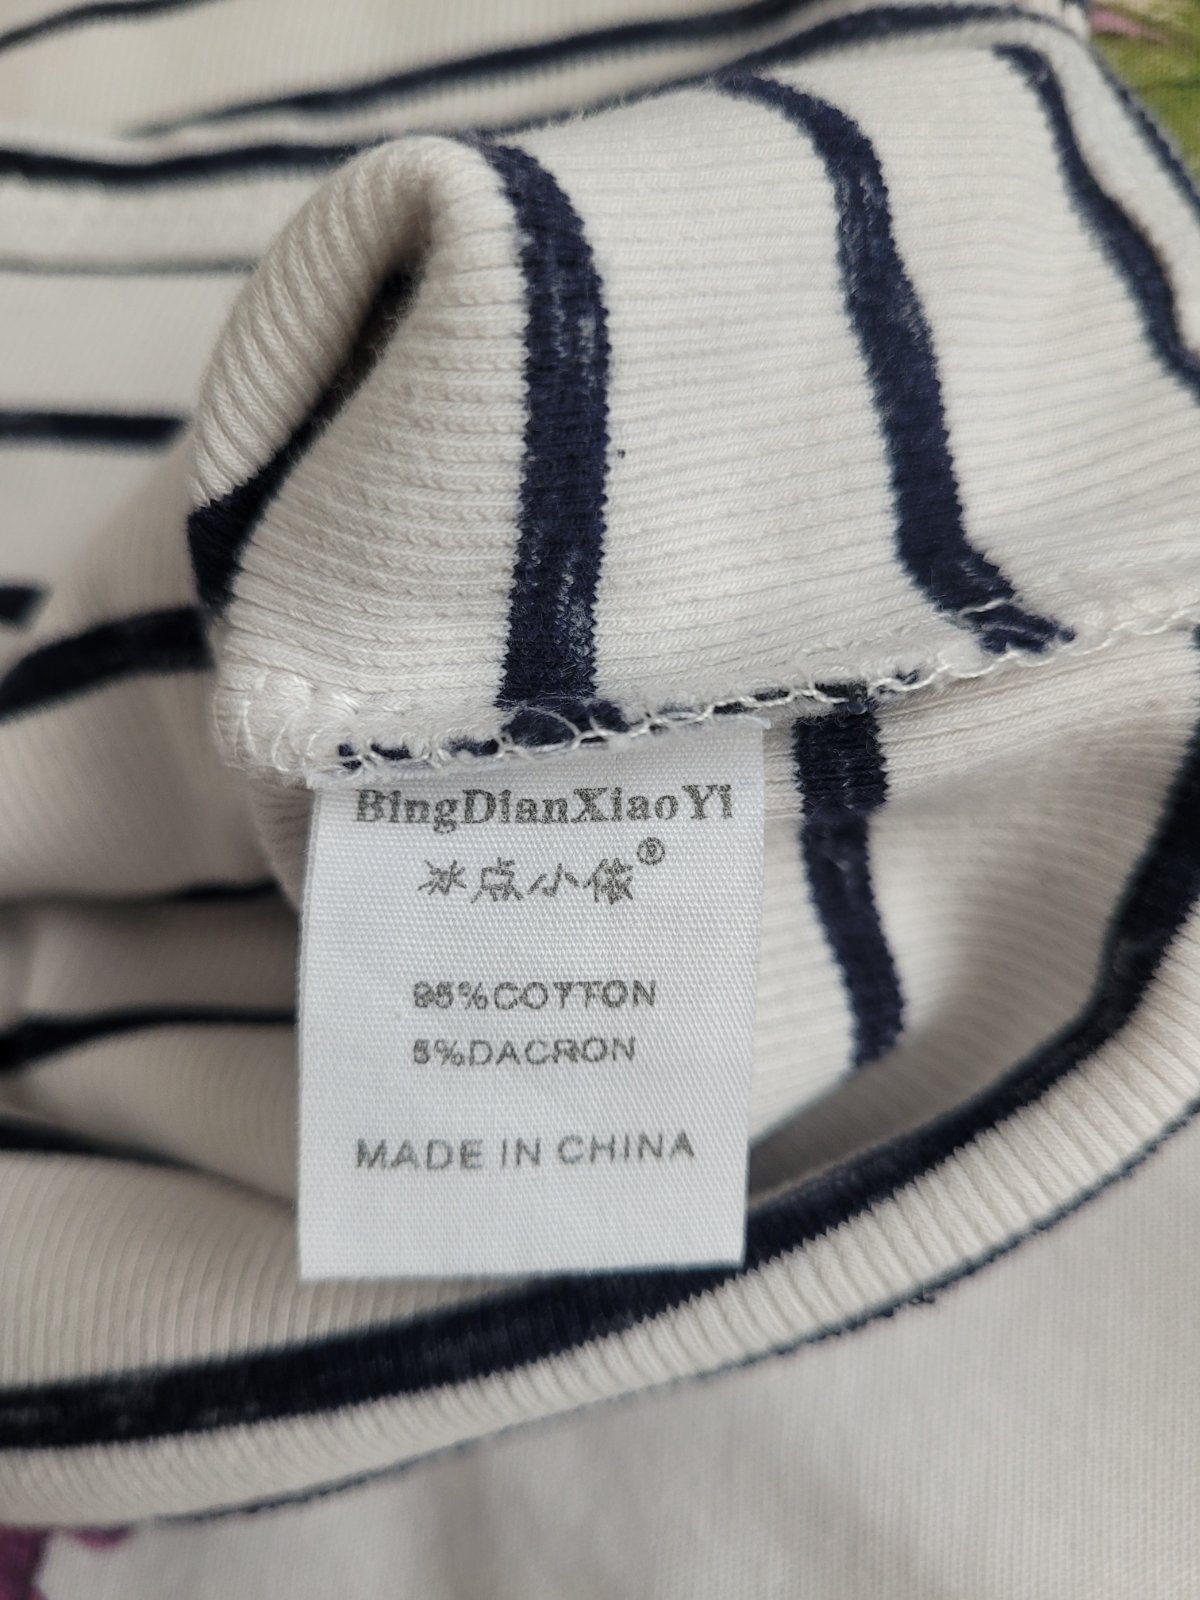 BingDianXiaoYi
冰点小依®
95%COTTON
5%DACRON
MADE IN CHINA